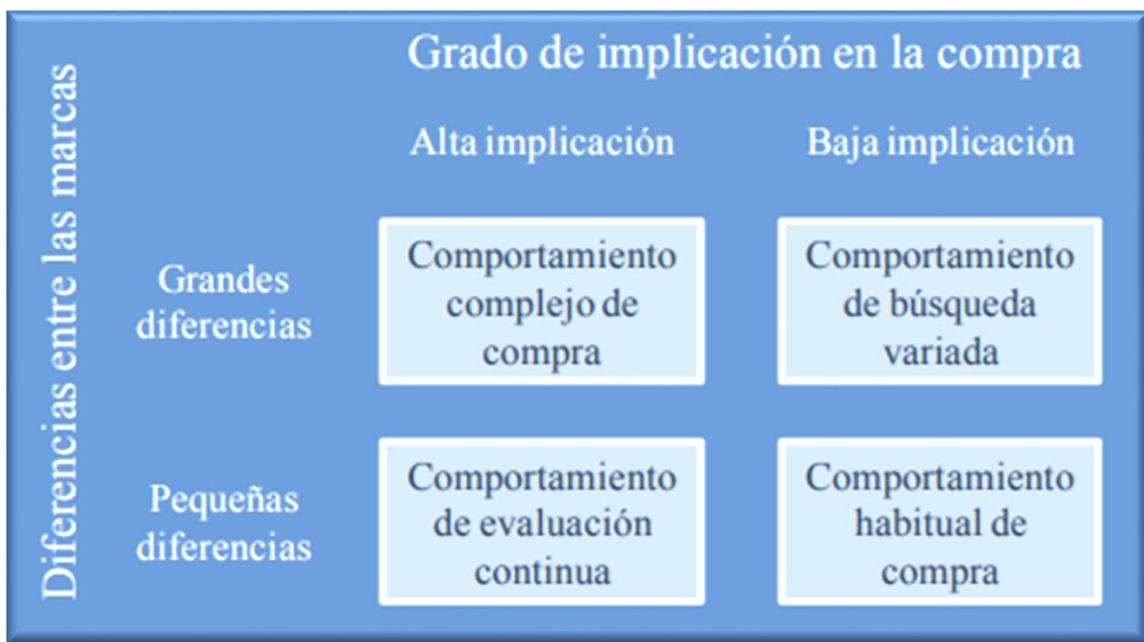 Diferencias entre las marcas
Grado de implicación en la compra
Alta implicación
Baja implicación
Grandes
diferencias
Comportamiento
complejo de
compra
Comportamiento
de búsqueda
variada
Pequeñas
diferencias
Comportamiento
de evaluación
continua
Comportamiento
habitual de
compra